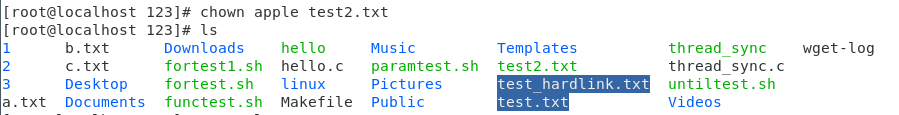 [root@localhost 123]# chown apple test2.txt
[root@localhost 123]# ls
1 b.txt Downloads hello Music Templates thread_sync wget-log
2 c.txt fortest1.sh hello.c paramtest.sh test2.txt thread_sync.c
3 Desktop fortest.sh linux Pictures test_hardlink.txt untiltest.sh
a.txt Documents functest.sh Makefile Public test.txt Videos